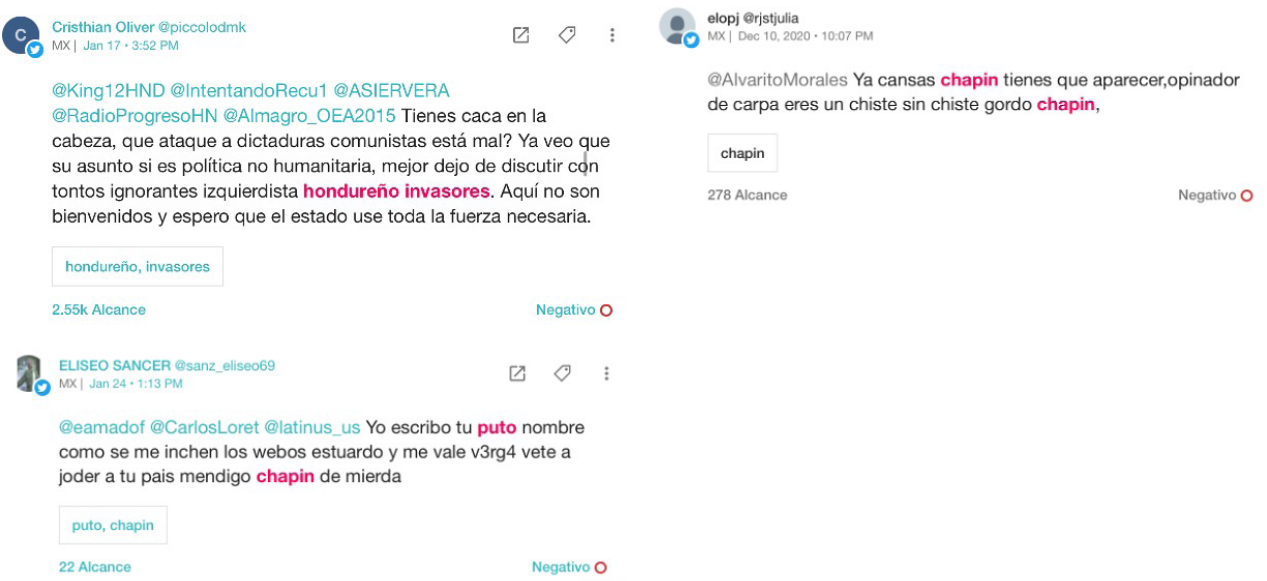 C
Cristhian Oliver @piccolodmk
MX | Jan 17 • 3:52 PM
@King12HND @IntentandoRecu1 @ASIERVERA
@RadioProgresoHN @Almagro_OEA2015 Tienes caca en la
cabeza, que ataque a dictaduras comunistas está mal? Ya veo que
su asunto si es política no humanitaria, mejor dejo de discutir con
tontos ignorantes izquierdista hondureño invasores. Aquí no son
bienvenidos y espero que el estado use toda la fuerza necesaria.
hondureño, invasores
2.55k Alcance Negativo
ELISEO SANCER @sanz_eliseo69
MX | Jan 24 • 1:13 PM
@eamadof @CarlosLoret @latinus_us Yo escribo tu puto nombre
como se me inchen los webos estuardo y me vale v3rg4 vete a
joder a tu pais mendigo chapin de mierda
puto, chapin
22 Alcance Negativo
elopj @rjstjulia
MX | Dec 10, 2020 • 10:07 PM
@AlvaritoMorales Ya cansas chapin tienes que aparecer,opinador
de carpa eres un chiste sin chiste gordo chapin,
chapin
278 Alcance Negativo